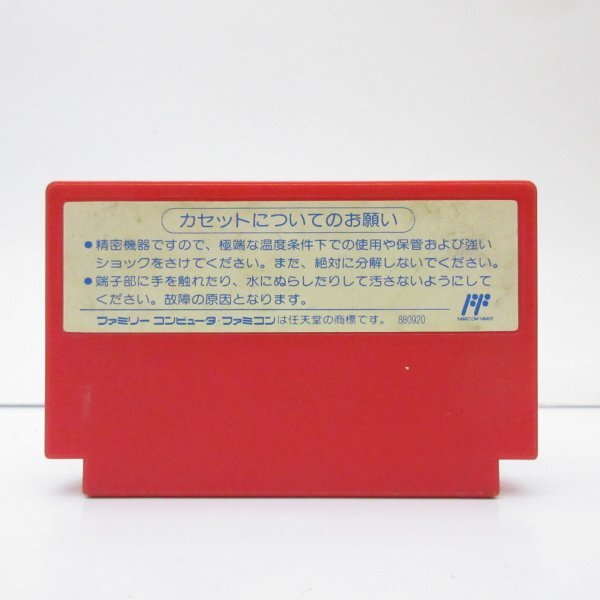 カセットについてのお願い
●精密機器ですので、極端な温度条件下での使用や保管および強い
ショックをさけてください。また、絶対に分解しないでください。
●端子部に手を触れたり、水にぬらしたりして汚さないようにして
ください。故障の原因となります。
FAMICOM FAMILY
ファミリー コンピュータ・ファミコンは任天堂の商標です。 880920